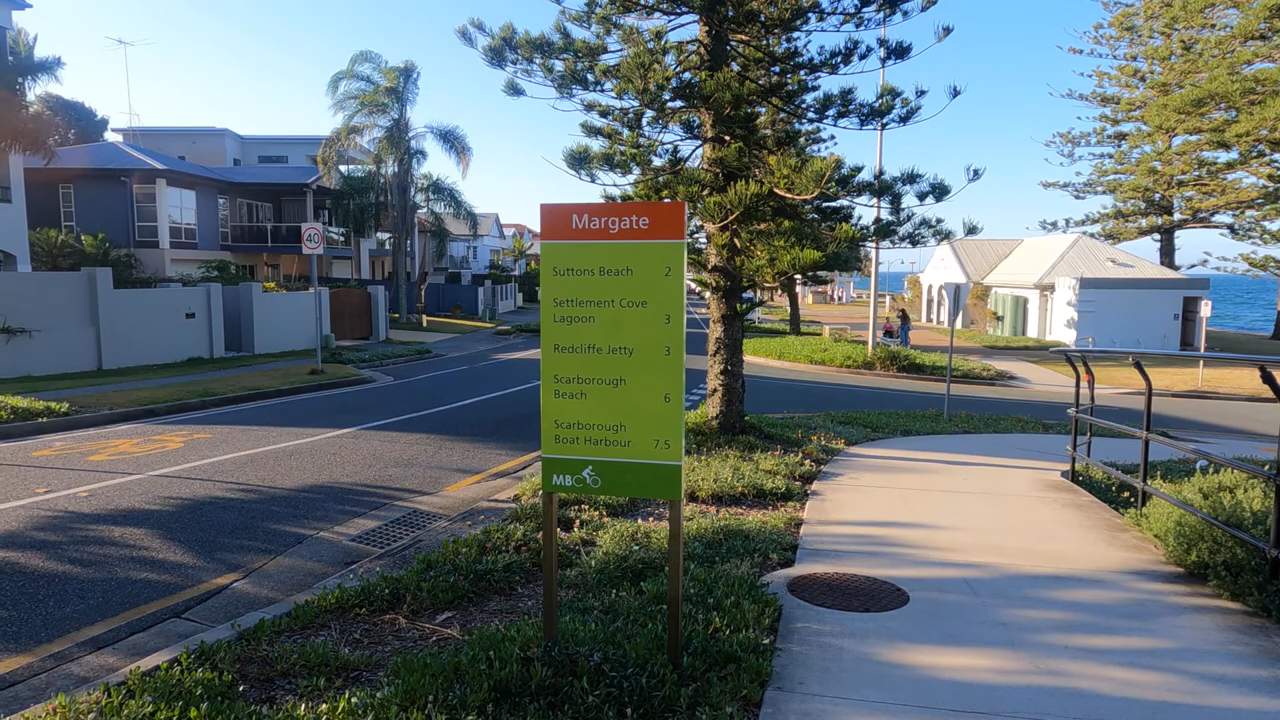 Margate
Suttons Beach 2
Settlement Cove
Lagoon 3
Redcliffe Jetty 3
Scarborough
Beach 6
Scarborough
Boat Harbour 7.5
MBC
40